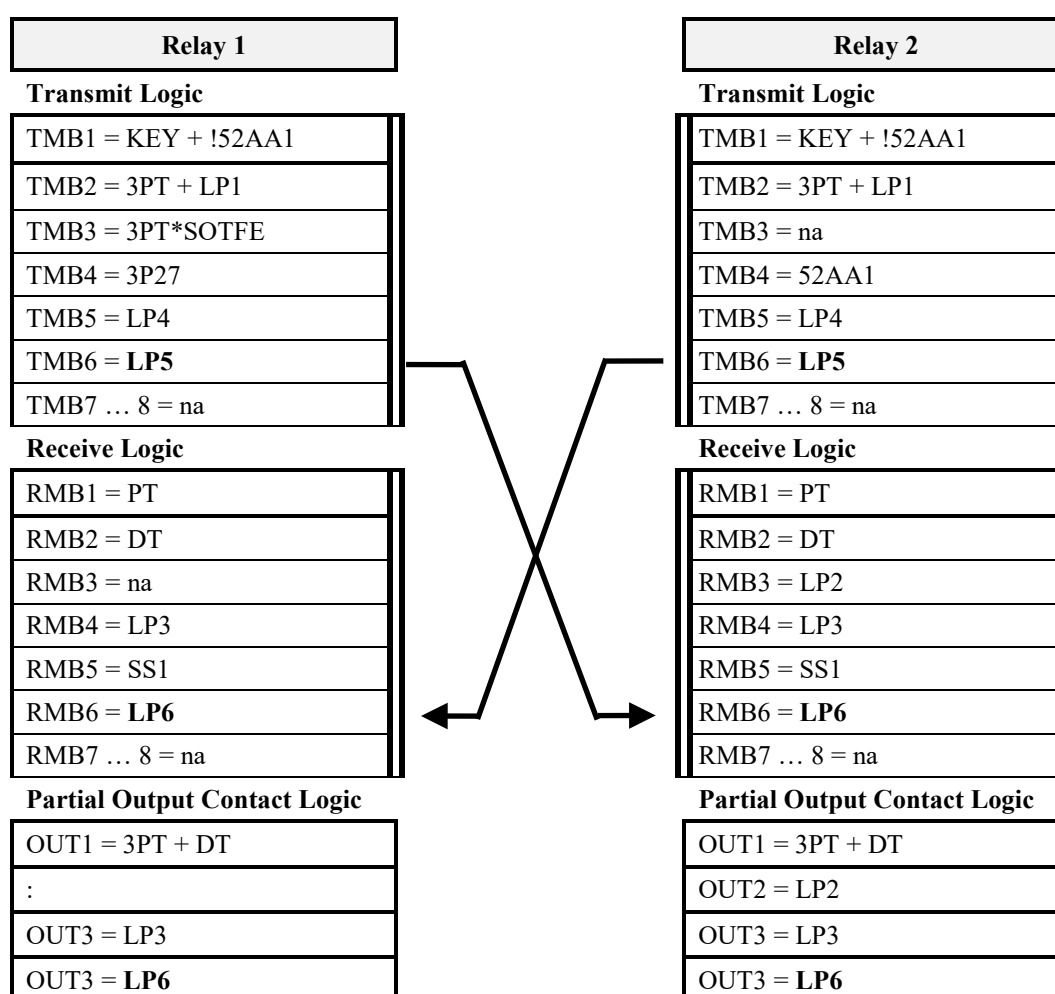 Relay 1
Transmit Logic
TMB1 = KEY + !52AA1
TMB2 = 3PT + LP1
TMB3 = 3PT*SOTFE
TMB4 = 3P27
TMB5 = LP4
TMB6 = LP5
TMB7 … 8 = na
Receive Logic
RMB1 = PT
RMB2 = DT
RMB3 = na
RMB4 = LP3
RMB5 = SS1
RMB6 = LP6
RMB7 … 8 = na
Partial Output Contact Logic
OUT1 = 3PT + DT
:
OUT3 = LP3
OUT3 = LP6
Relay 2
Transmit Logic
TMB1 = KEY + !52AA1
TMB2 = 3PT + LP1
TMB3 = na
TMB4 = 52AA1
TMB5 = LP4
TMB6 = LP5
TMB7 … 8 = na
Receive Logic
RMB1 = PT
RMB2 = DT
RMB3 = LP2
RMB4 = LP3
RMB5 = SS1
RMB6 = LP6
RMB7 … 8 = na
Partial Output Contact Logic
OUT1 = 3PT + DT
OUT2 = LP2
OUT3 = LP3
OUT3 = LP6